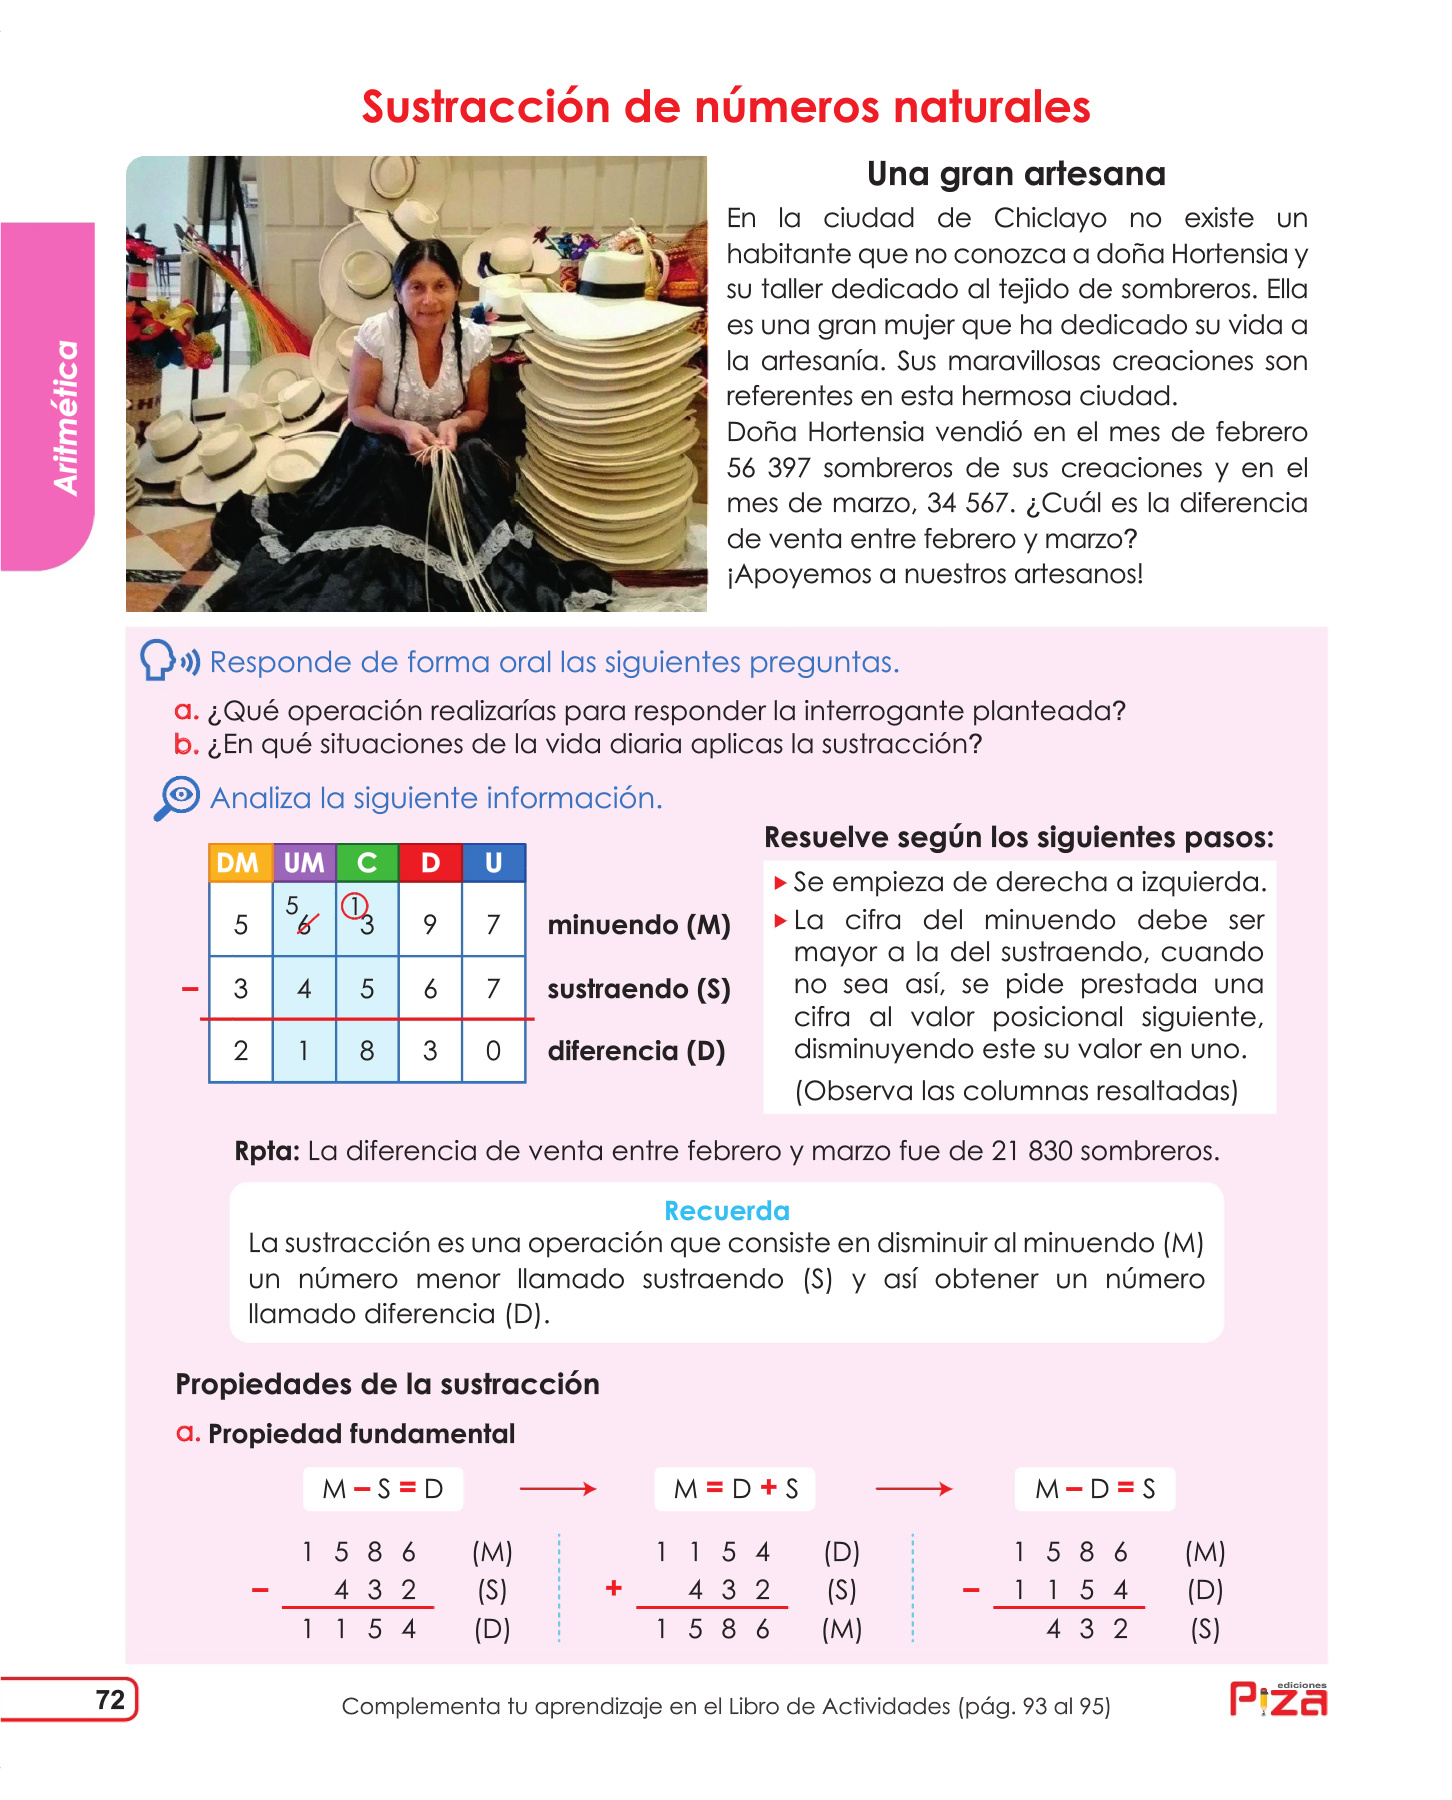 Sustracción de números naturales
Aritmética
Una gran artesana
En la ciudad de Chiclayo no existe un
habitante que no conozca a doña Hortensia y
su taller dedicado al tejido de sombreros. Ella
es una gran mujer que ha dedicado su vida a
la artesanía. Sus maravillosas creaciones son
referentes en esta hermosa ciudad.
Doña Hortensia vendió en el mes de febrero
56 397 sombreros de sus creaciones y en el
mes de marzo, 34 567. ¿Cuál es la diferencia
de venta entre febrero y marzo?
¡Apoyemos a nuestros artesanos!
Responde de forma oral las siguientes preguntas.
a. ¿Qué operación realizarías para responder la interrogante planteada?
b. ¿En qué situaciones de la vida diaria aplicas la sustracción?
Analiza la siguiente información.
DM UM C D U
5 1
5 6 3 9 7 minuendo (M)
– 3 4 5 6 7 sustraendo (S)
2 1 8 3 0 diferencia (D)
Resuelve según los siguientes pasos:
Se empieza de derecha a izquierda.
La cifra del minuendo debe ser
mayor a la del sustraendo, cuando
no sea así, se pide prestada una
cifra al valor posicional siguiente,
disminuyendo este su valor en uno.
(Observa las columnas resaltadas)
Rpta: La diferencia de venta entre febrero y marzo fue de 21 830 sombreros.
Recuerda
La sustracción es una operación que consiste en disminuir al minuendo (M)
un número menor llamado sustraendo (S) y así obtener un número
llamado diferencia (D).
Propiedades de la sustracción
a. Propiedad fundamental
M – S = D
1 5 8 6 (M)
– 4 3 2 (S)
1 1 5 4 (D)
M = D + S
1 1 5 4 (D)
+ 4 3 2 (S)
1 5 8 6 (M)
M – D = S
1 5 8 6 (M)
– 1 1 5 4 (D)
4 3 2 (S)
72
Complementa tu aprendizaje en el Libro de Actividades (pág. 93 al 95)
ediciones
Piza